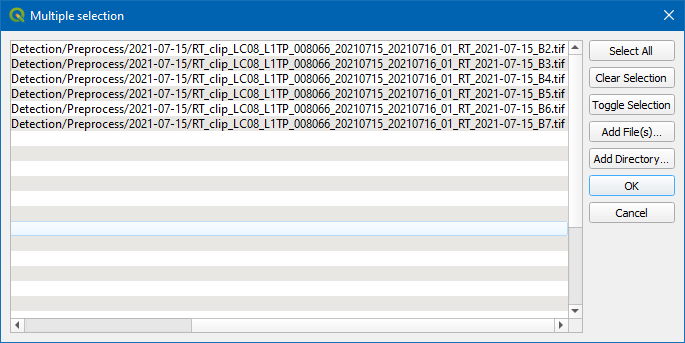 Multiple selection
Detection/Preprocess/2021-07-15/RT_clip_LC08_L1TP_008066_20210715_20210716_01_RT_2021-07-15_B2.tif
Detection/Preprocess/2021-07-15/RT_clip_LC08_L1TP_008066_20210715_20210716_01_RT_2021-07-15_B3.tif
Detection/Preprocess/2021-07-15/RT_clip_LC08_L1TP_008066_20210715_20210716_01_RT_2021-07-15_B4.tif
Detection/Preprocess/2021-07-15/RT_clip_LC08_L1TP_008066_20210715_20210716_01_RT_2021-07-15_B5.tif
Detection/Preprocess/2021-07-15/RT_clip_LC08_L1TP_008066_20210715_20210716_01_RT_2021-07-15_B6.tif
Detection/Preprocess/2021-07-15/RT_clip_LC08_L1TP_008066_20210715_20210716_01_RT_2021-07-15_B7.tif
Select All
Clear Selection
Toggle Selection
Add File(s)...
Add Directory...
OK
Cancel